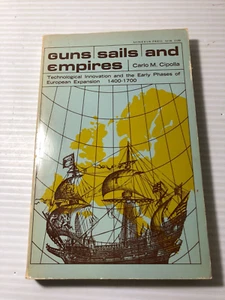 Guns sails and
empires
Carlo M. Cipolla
Technological Innovation and the Early Phases of
European Expansion 1400-1700